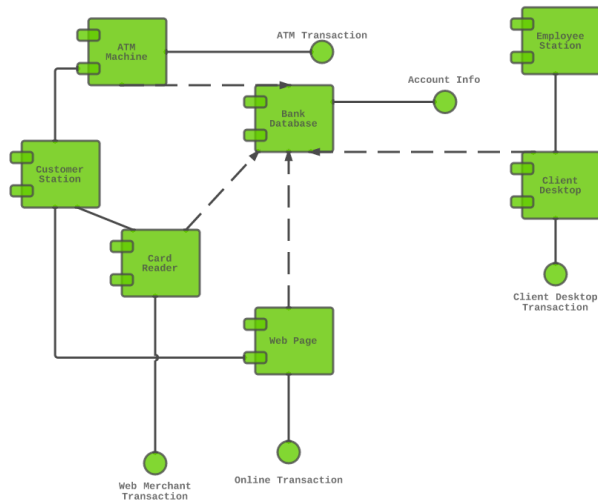 ATM
Machine
ATM Transaction
Employee
Station
Account Info
Bank
Database
Customer
Station
Client
Desktop
Card
Reader
Client Desktop
Transaction
Web Page
Online Transaction
Web Merchant
Transaction